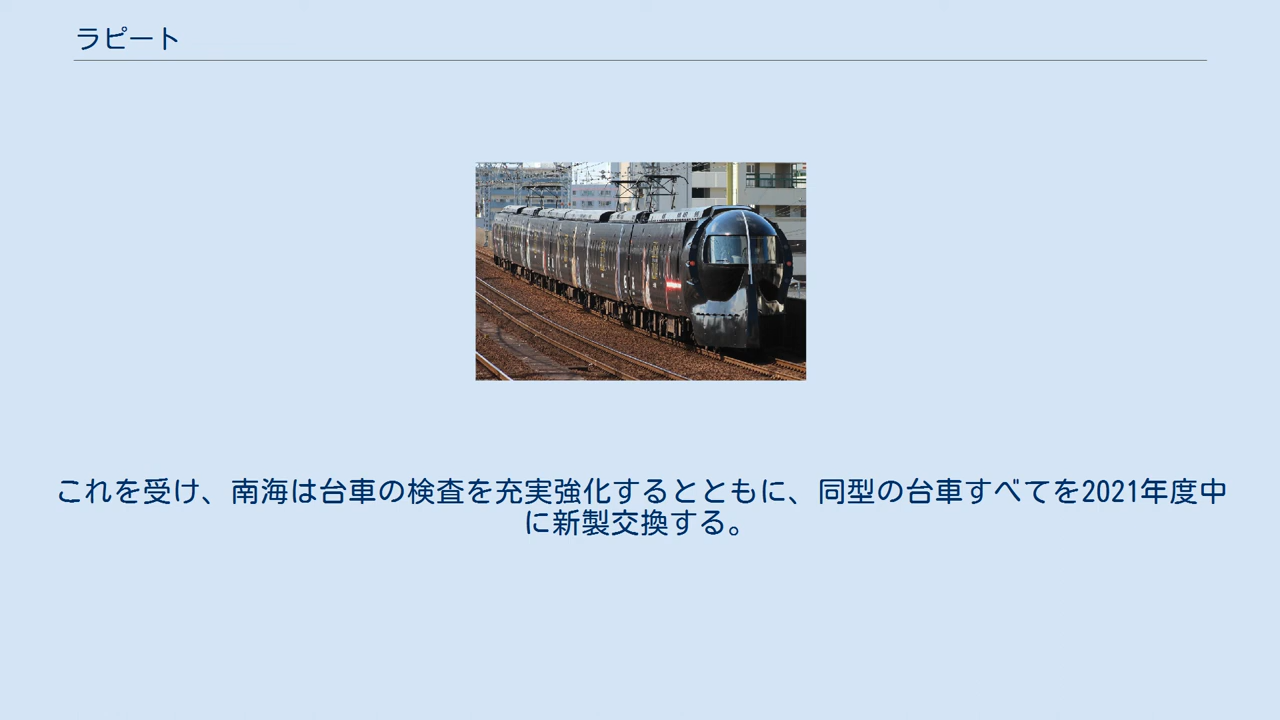 ラピート
これを受け、南海は台車の検査を充実強化するとともに、同型の台車すべてを2021年度中
に新製交換する。